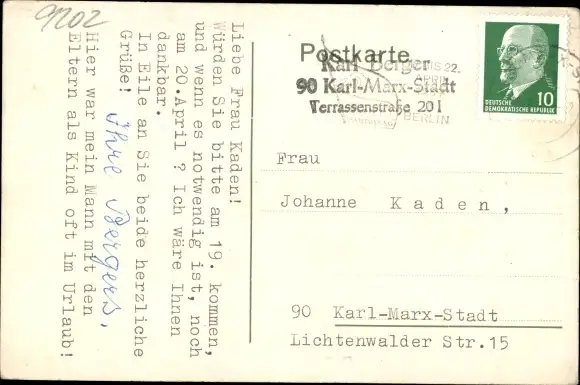 9202
Liebe Frau Kaden!
Würden Sie bitte am 19. kommen,
und wenn es notwendig ist, noch
am 20.April ? Ich wäre Ihnen
dankbar.
In Eile an Sie beide herzliche
Grüße!
Ihre Bergers,
Hier war mein Mann mit den
Eltern als Kind oft im Urlaub!
Postkarte
Karl Berger
90 Karl-Marx-Stadt
Terrassenstraße 201
BIS 22.
APRIL
BERLIN
10
DEUTSCHE
DEMOKRATISCHE REPUBLIK
Frau
Johanne K a d e n ,
90 Karl-Marx-Stadt
Lichtenwalder Str.15